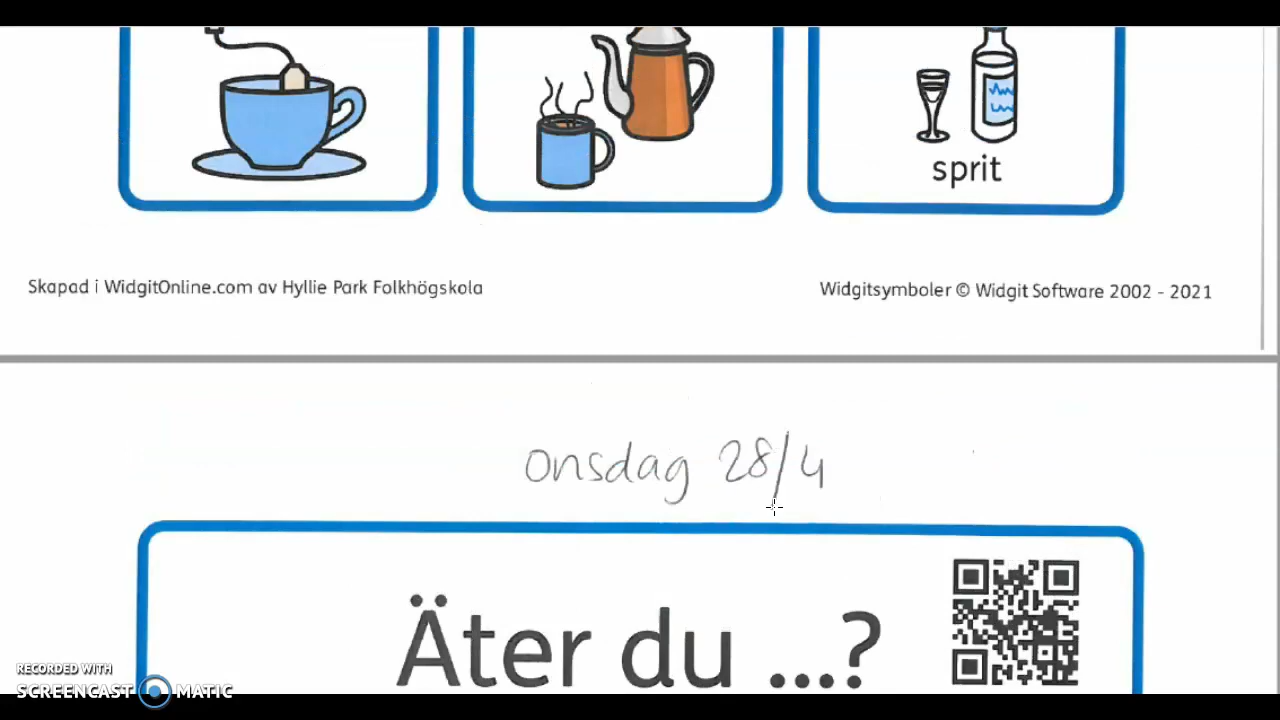 sprit
Skapad i WidgitOnline.com av Hyllie Park Folkhögskola
Widgitsymboler © Widgit Software 2002 - 2021
onsdag 28/4
Äter du ...?
RECORDED WITH
SCREENCAST MATIC